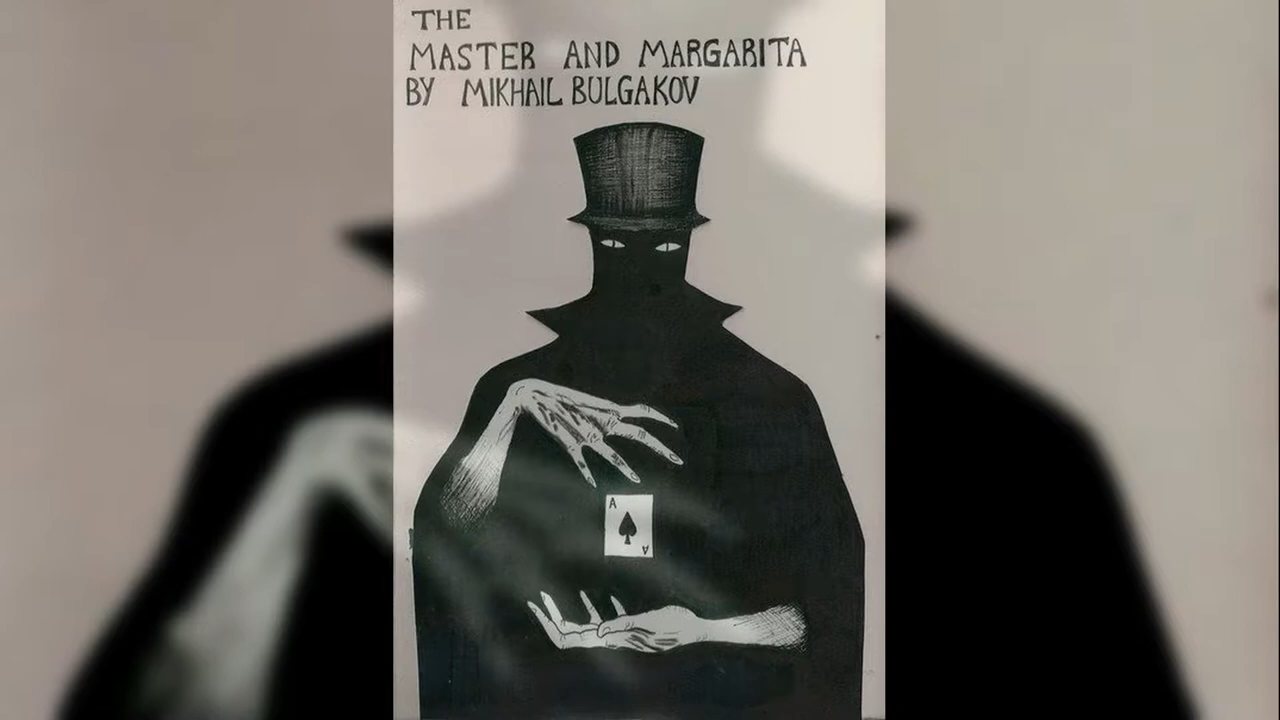 THE
MASTER AND MARGARITA
BY MIKHAIL BULGAKOV
A
A